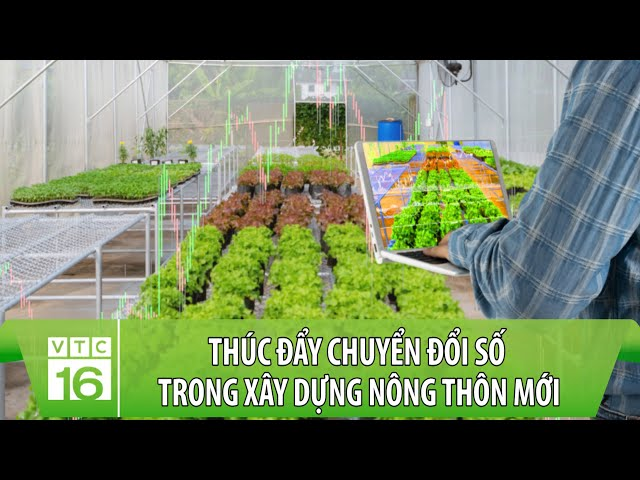 VTC
16
THÚC ĐẨY CHUYỂN ĐỔI SỐ
TRONG XÂY DỰNG NÔNG THÔN MỚI